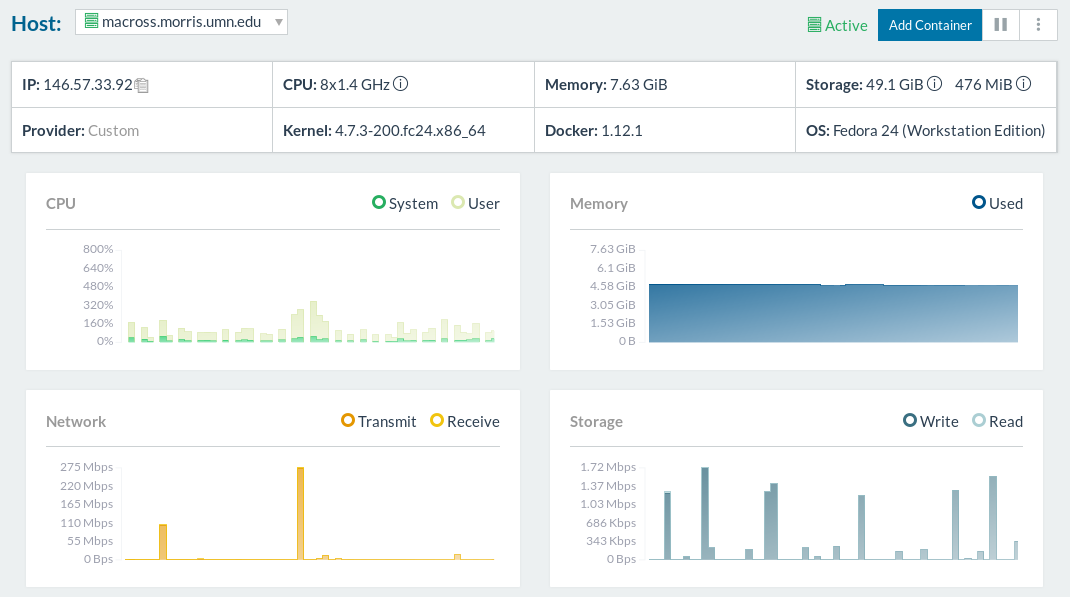 Host: macross.morris.umn.edu Active Add Container
IP: 146.57.33.92 CPU: 8x1.4 GHz Memory: 7.63 GiB Storage: 49.1 GiB 476 MiB
Provider: Custom Kernel: 4.7.3-200.fc24.x86_64 Docker: 1.12.1 OS: Fedora 24 (Workstation Edition)
CPU System User
800%
640%
480%
320%
160%
0%
Memory Used
7.63 GiB
6.1 GiB
4.58 GiB
3.05 GiB
1.53 GiB
0 B
Network Transmit Receive
275 Mbps
220 Mbps
165 Mbps
110 Mbps
55 Mbps
0 Bps
Storage Write Read
1.72 Mbps
1.37 Mbps
1.03 Mbps
686 Kbps
343 Kbps
0 Bps